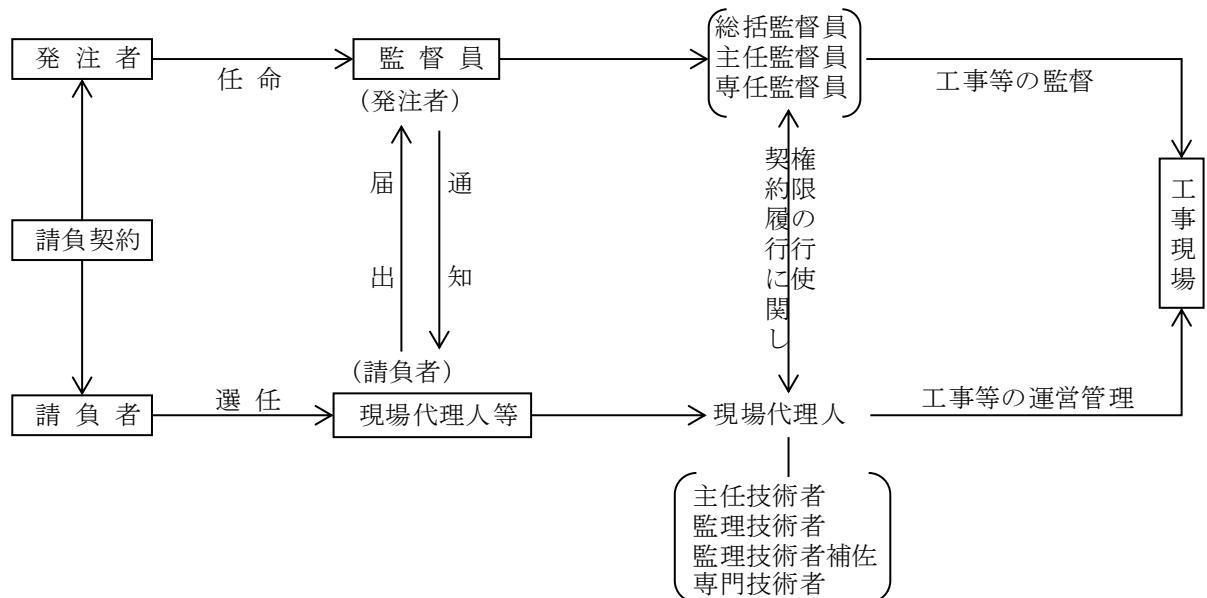 発注者
任命
監督員
(発注者)
総括監督員
主任監督員
専任監督員
工事等の監督
届出
通知
契約履行に関し
権限の行使
工事現場
請負契約
(請負者)
請負者
選任
現場代理人等
現場代理人
工事等の運営管理
主任技術者
監理技術者
監理技術者補佐
専門技術者